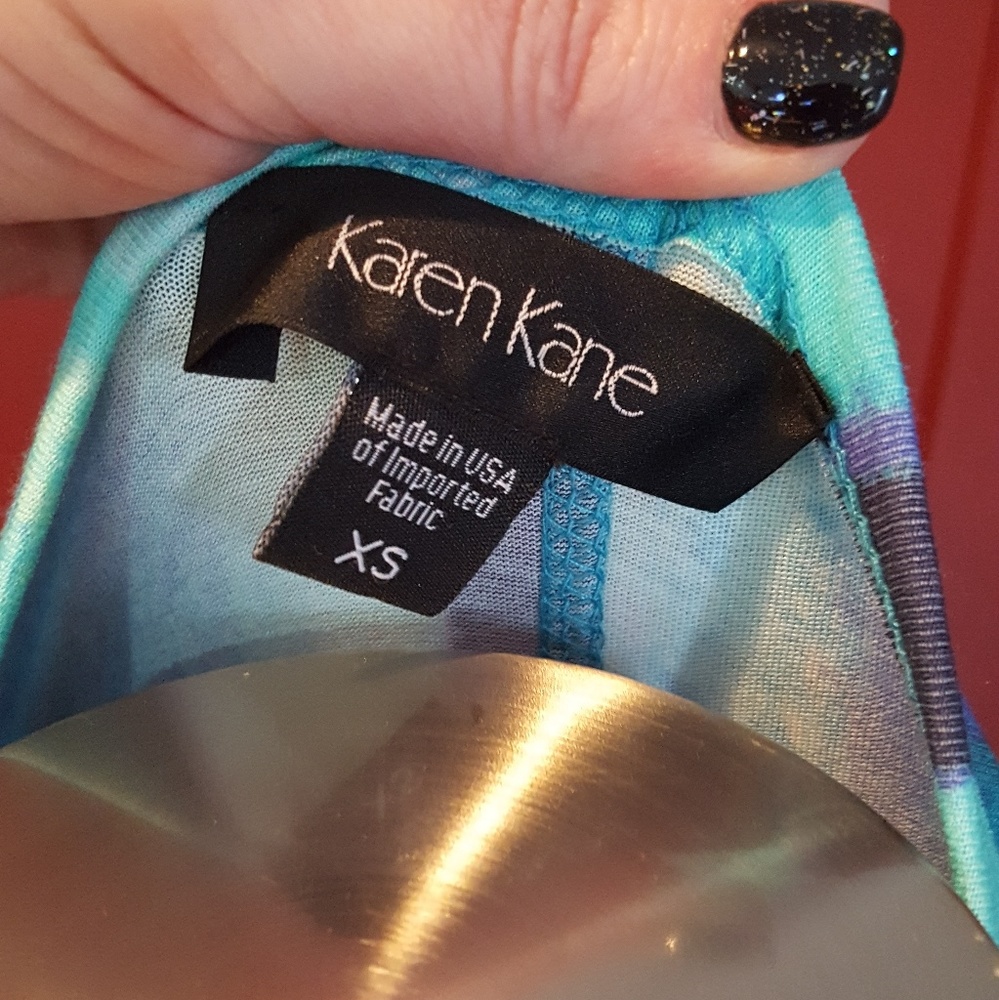 Karen Kane
Made in USA
of Imported
Fabric
XS